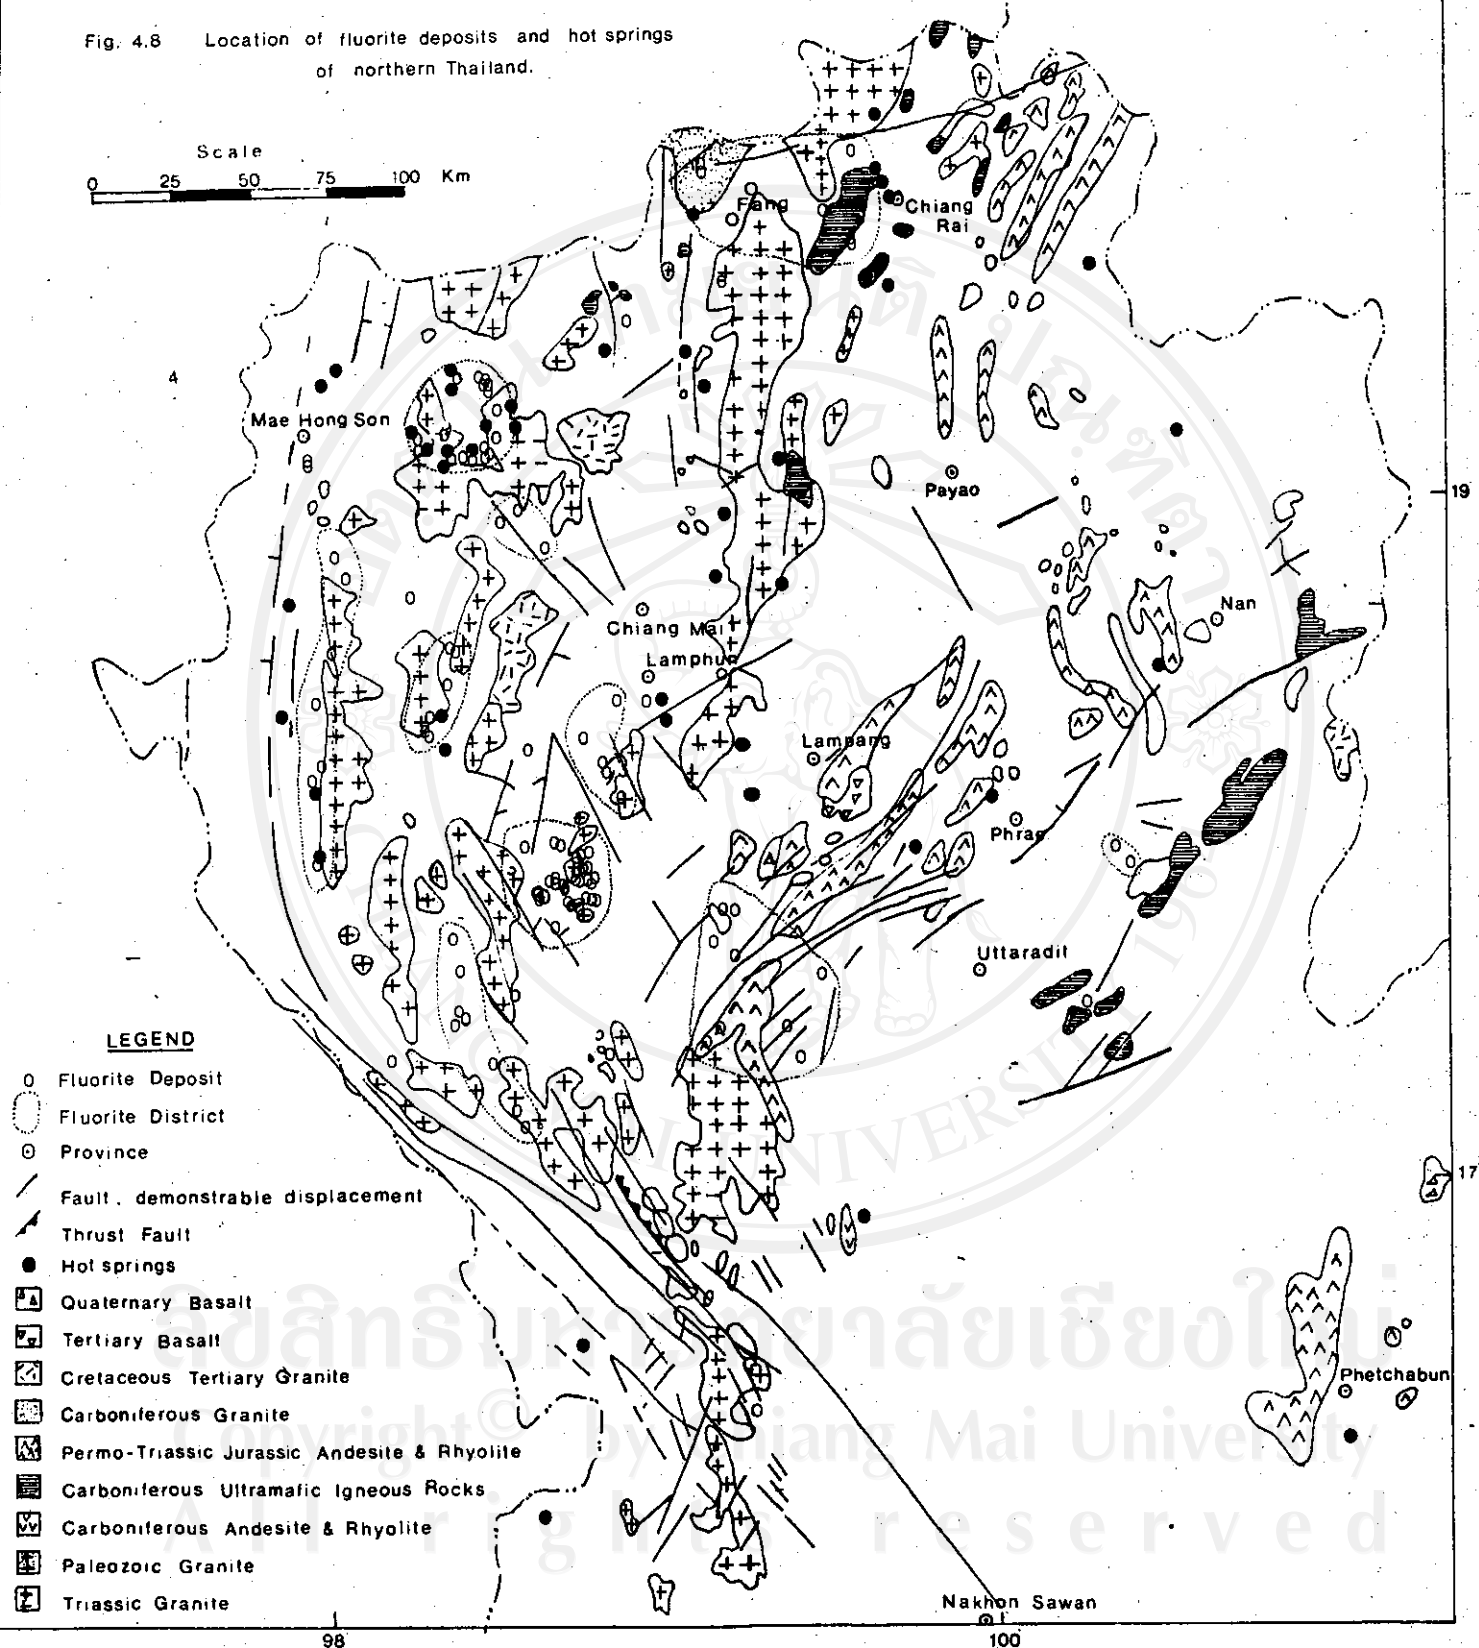 Fig. 4.8 Location of fluorite deposits and hot springs
of northern Thailand.
Scale
0 25 50 75 100 Km
Fang
Chiang
Rai
4
Mae Hong Son
Payao
19
Chiang Mai
Nan
Lamphun
Lampang
Phrae
Uttaradit
17
Phetchabun
Nakhon Sawan
98
100
LEGEND
Fluorite Deposit
Fluorite District
Province
Fault, demonstrable displacement
Thrust Fault
Hot springs
Quaternary Basalt
Tertiary Basalt
Cretaceous Tertiary Granite
Carboniferous Granite
Permo-Triassic Jurassic Andesite & Rhyolite
Carboniferous Ultramafic Igneous Rocks
Carboniferous Andesite & Rhyolite
Paleozoic Granite
Triassic Granite
ลิขสิทธิ์มหาวิทยาลัยเชียงใหม่
Copyright © by Chiang Mai University
All rights reserved